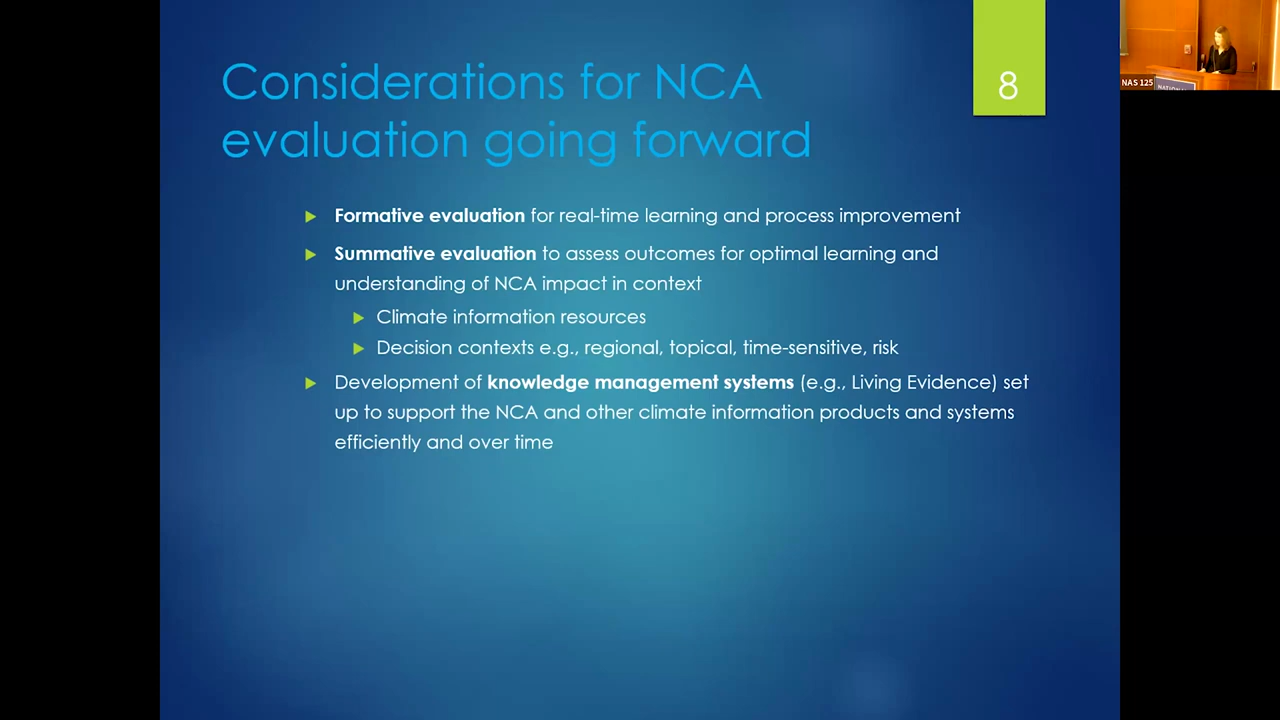 Considerations for NCA
evaluation going forward
8
Formative evaluation for real-time learning and process improvement
Summative evaluation to assess outcomes for optimal learning and
understanding of NCA impact in context
Climate information resources
Decision contexts e.g., regional, topical, time-sensitive, risk
Development of knowledge management systems (e.g., Living Evidence) set
up to support the NCA and other climate information products and systems
efficiently and over time
NAS 125